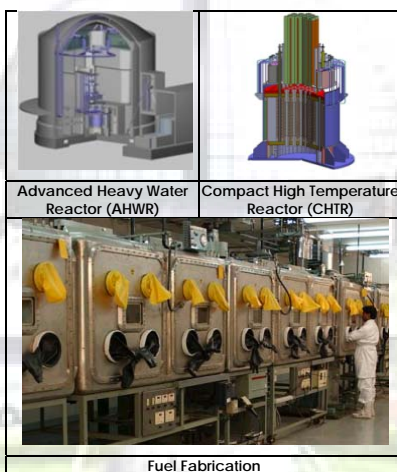 Advanced Heavy Water
Reactor (AHWR)
Compact High Temperature
Reactor (CHTR)
Fuel Fabrication